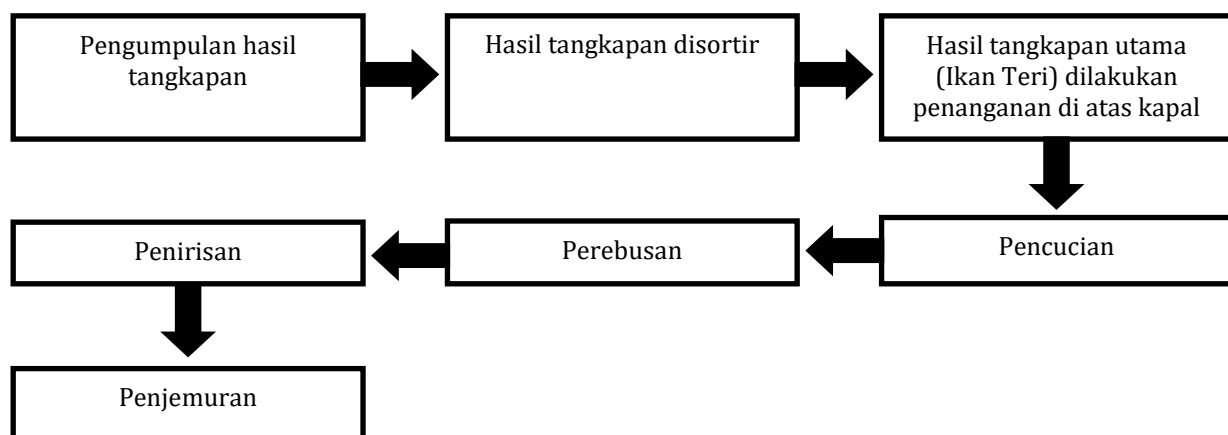 Pengumpulan hasil
tangkapan
Hasil tangkapan disortir
Hasil tangkapan utama
(Ikan Teri) dilakukan
penanganan di atas kapal
Pencucian
Perebusan
Penirisan
Penjemuran